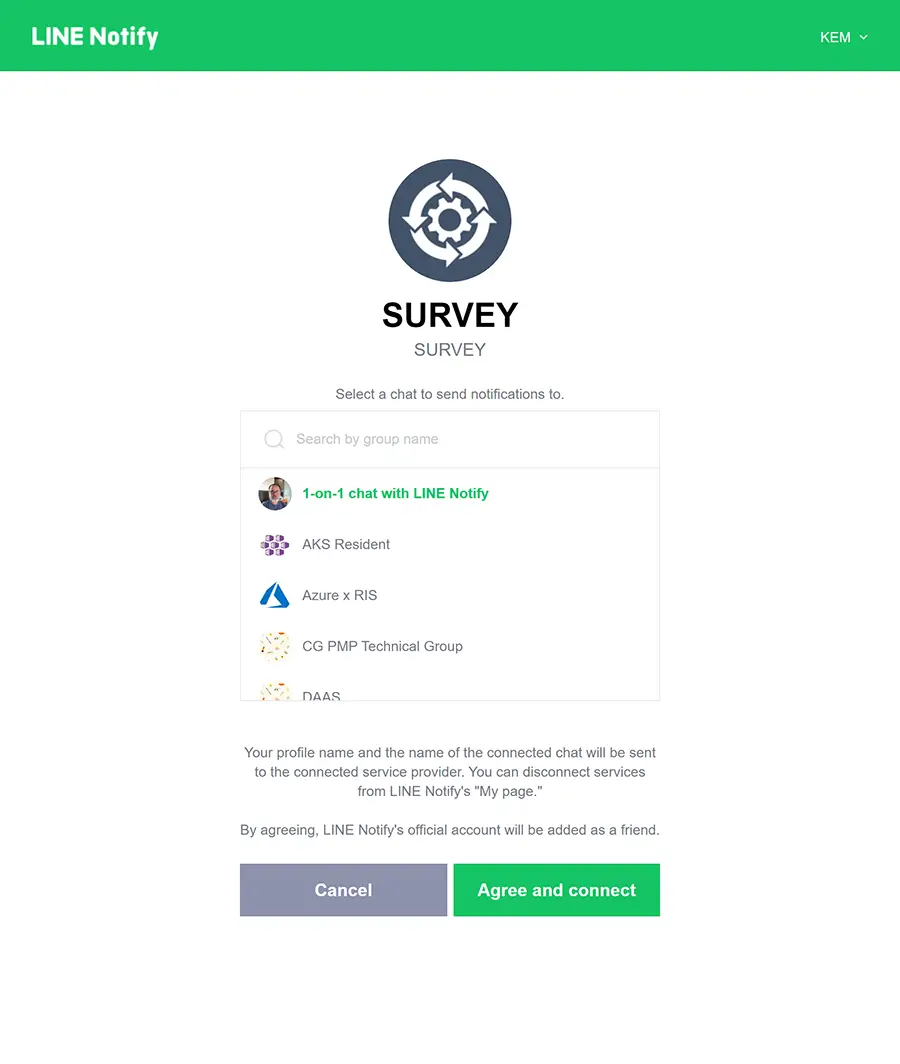 LINE Notify
KEM
SURVEY
SURVEY
Select a chat to send notifications to.
Search by group name
1-on-1 chat with LINE Notify
AKS Resident
Azure x RIS
CG PMP Technical Group
DAAS
Your profile name and the name of the connected chat will be sent
to the connected service provider. You can disconnect services
from LINE Notify's "My page."
By agreeing, LINE Notify's official account will be added as a friend.
Cancel
Agree and connect